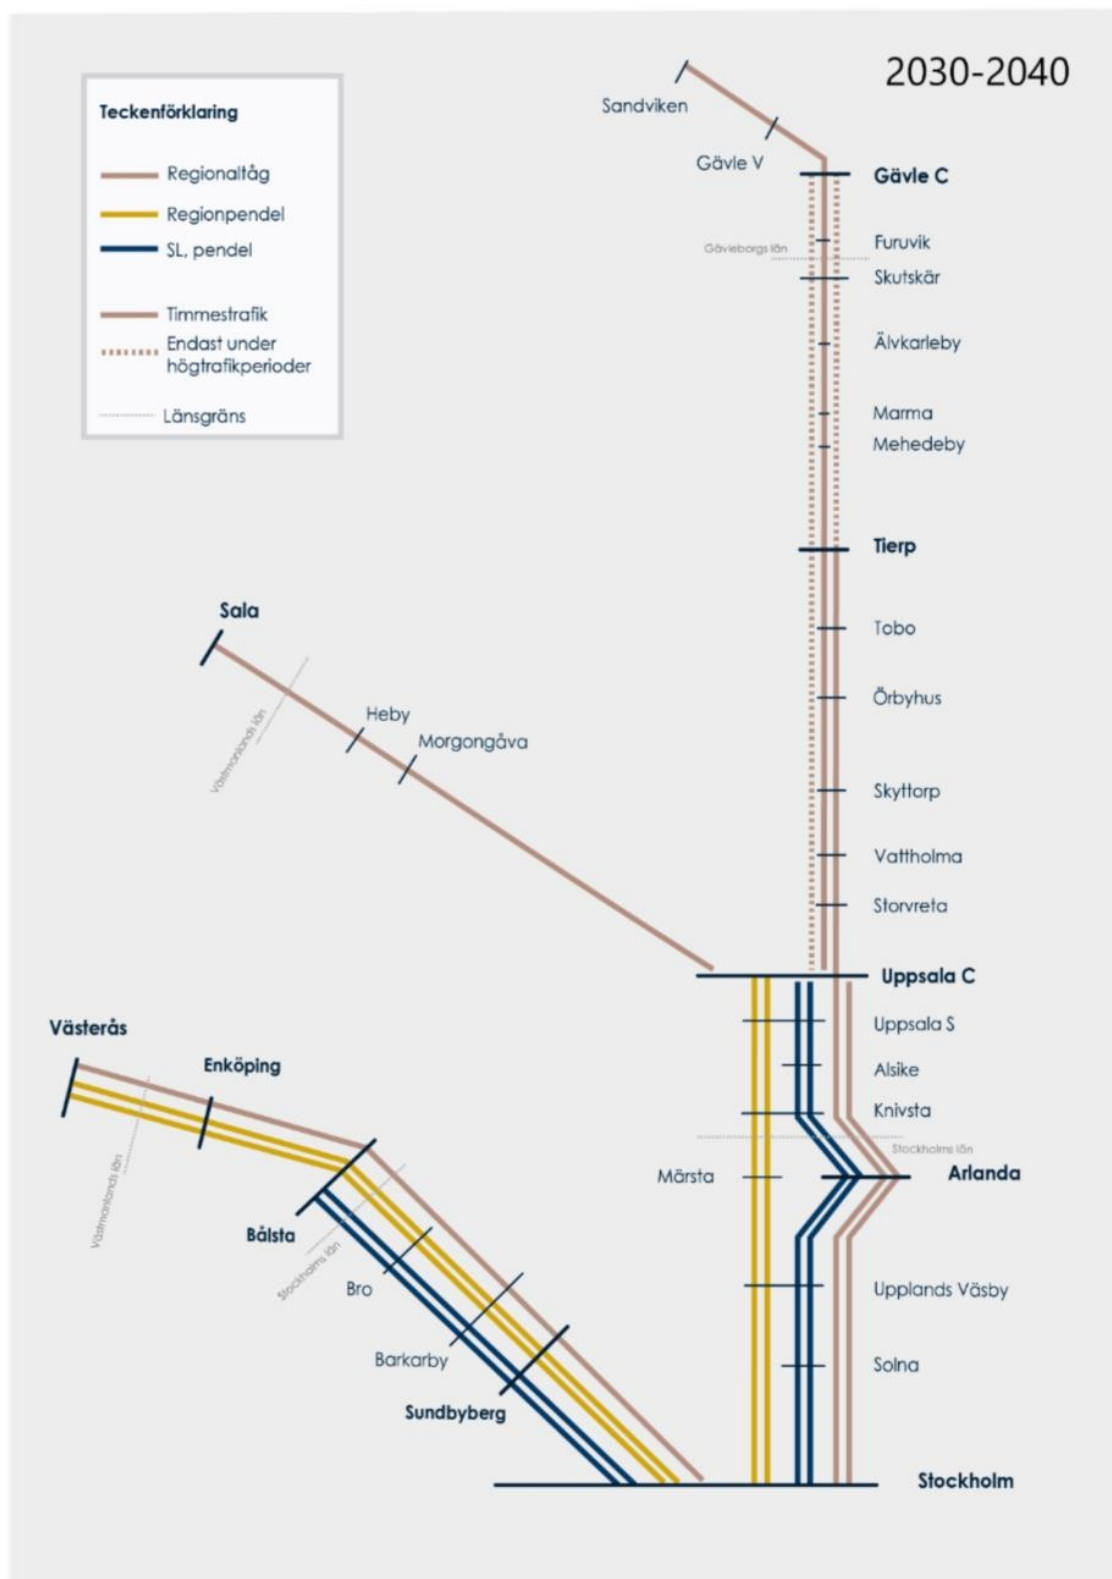 2030-2040
Teckenförklaring
Regionaltåg
Regionpendel
SL, pendel
Timmestrafik
Endast under
högtrafikperioder
Länsgräns
Sandviken
Gävle V
Gävle C
Furuvik
Gävleborgs län
Skutskär
Älvkarleby
Marma
Mehedeby
Tierp
Sala
Tobo
Örbyhus
Heby
Morgongåva
Västmanlands län
Skyttorp
Vattholma
Storvreta
Uppsala C
Uppsala S
Västerås
Enköping
Alsike
Knivsta
Stockholms län
Märsta
Arlanda
Västmanlands län
Bålsta
Stockholms län
Bro
Upplands Väsby
Barkarby
Solna
Sundbyberg
Stockholm